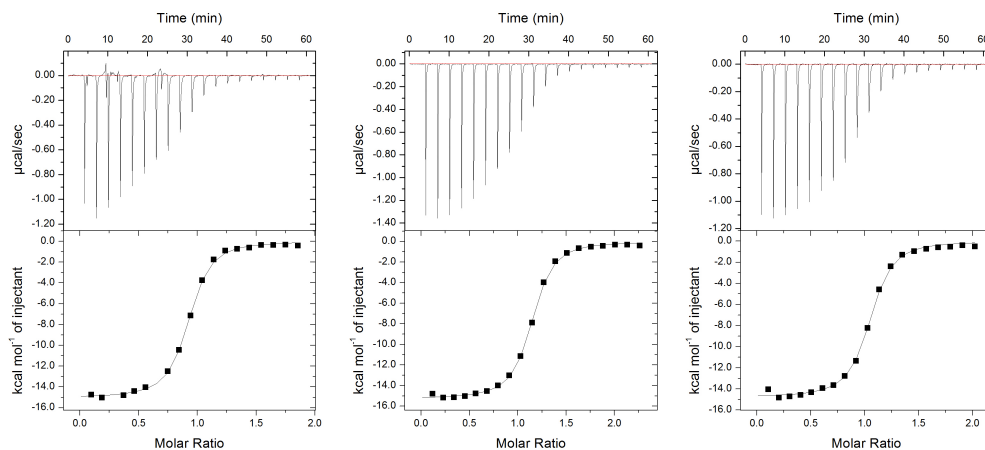 Time (min)
0 10 20 30 40 50 60
0.00
-0.20
-0.40
-0.60
-0.80
-1.00
-1.20
µcal/sec
0.0
-2.0
-4.0
-6.0
-8.0
-10.0
-12.0
-14.0
-16.0
kcal mol⁻¹ of injectant
0.0 0.5 1.0 1.5 2.0
Molar Ratio
Time (min)
0 10 20 30 40 50 60
0.00
-0.20
-0.40
-0.60
-0.80
-1.00
-1.20
-1.40
µcal/sec
0.0
-2.0
-4.0
-6.0
-8.0
-10.0
-12.0
-14.0
-16.0
kcal mol⁻¹ of injectant
0.0 0.5 1.0 1.5 2.0
Molar Ratio
Time (min)
0 10 20 30 40 50 60
0.00
-0.20
-0.40
-0.60
-0.80
-1.00
-1.20
µcal/sec
0.0
-2.0
-4.0
-6.0
-8.0
-10.0
-12.0
-14.0
-16.0
kcal mol⁻¹ of injectant
0.0 0.5 1.0 1.5 2.0
Molar Ratio